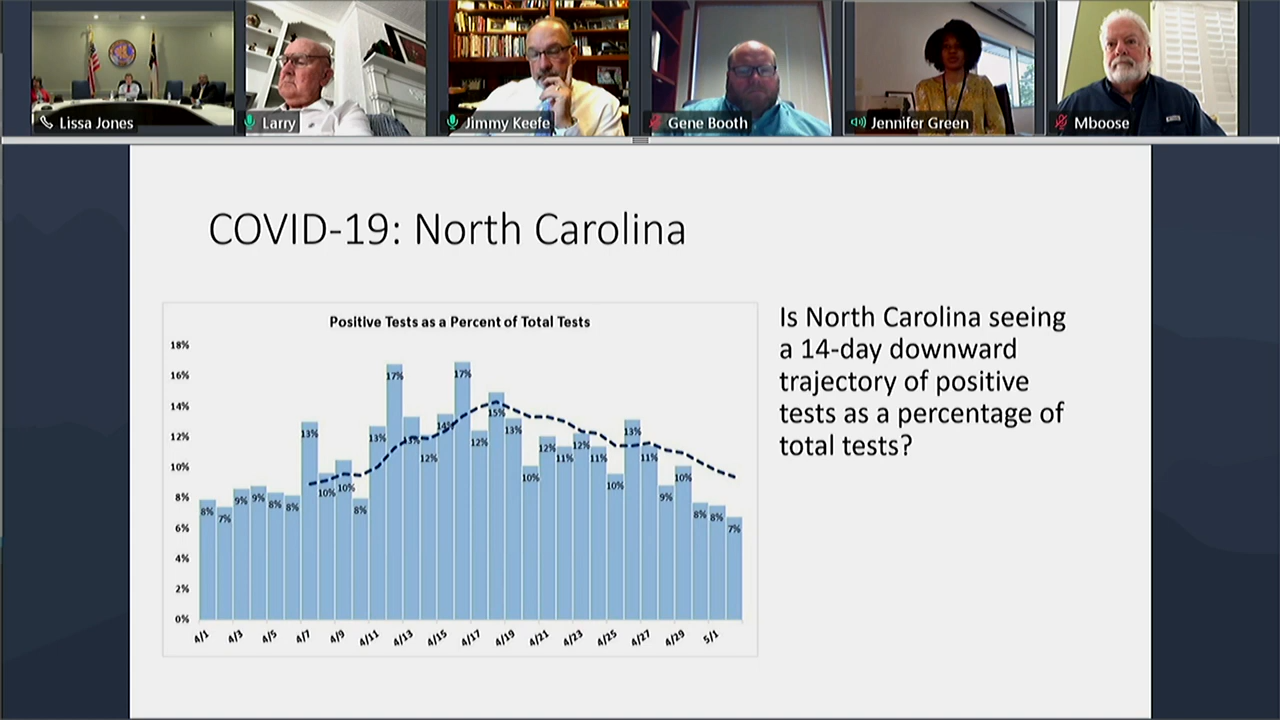 Lissa Jones
Larry
Jimmy Keefe
Gene Booth
Jennifer Green
Mboose
COVID-19: North Carolina
Positive Tests as a Percent of Total Tests
18%
16%
14%
12%
10%
8%
6%
4%
2%
0%
8% 7% 9% 9% 8% 8% 13% 10% 10% 8% 13% 17% 13% 12% 14% 17% 12% 15% 13% 10% 12% 11% 12% 11% 10% 13% 11% 9% 10% 8% 8% 7%
4/1 4/3 4/5 4/7 4/9 4/11 4/13 4/15 4/17 4/19 4/21 4/23 4/25 4/27 4/29 5/1
Is North Carolina seeing
a 14-day downward
trajectory of positive
tests as a percentage of
total tests?